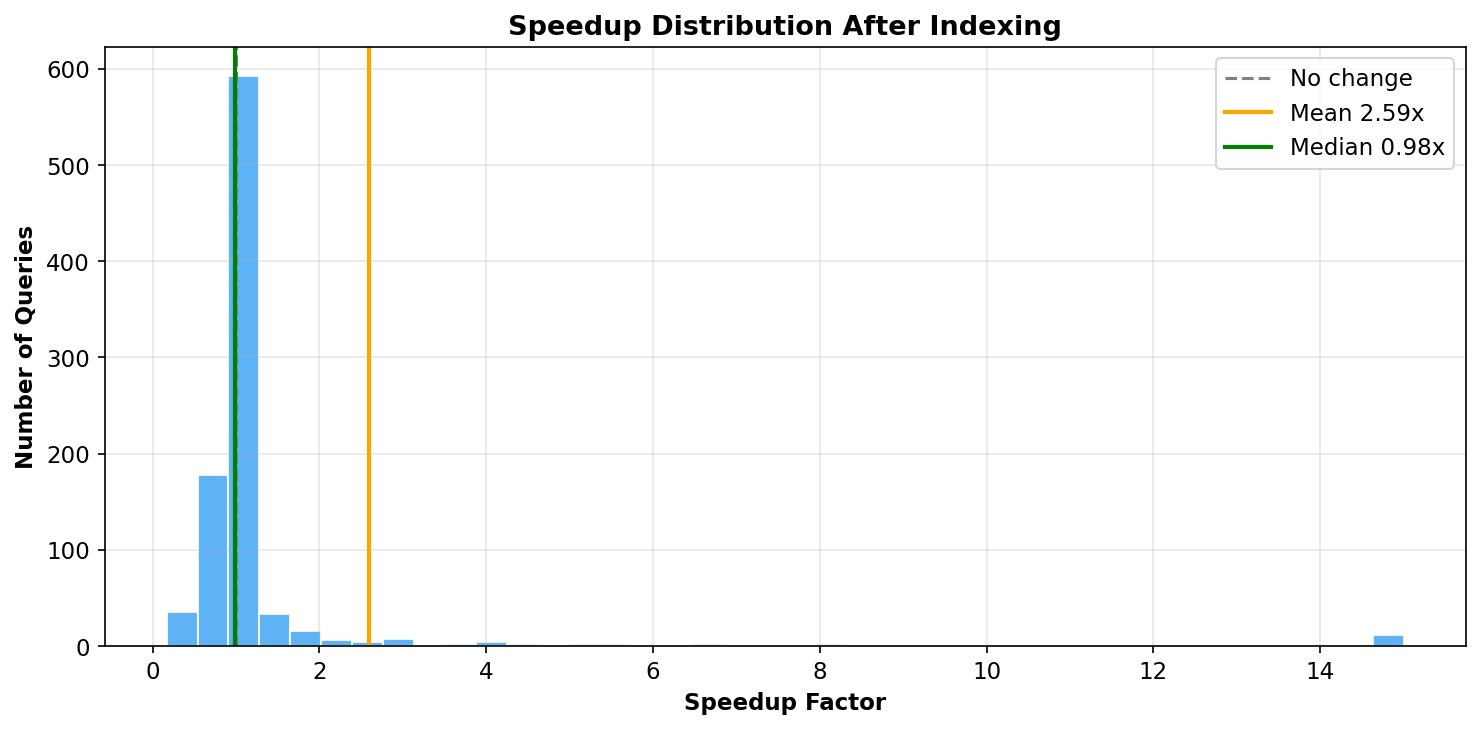 Speedup Distribution After Indexing
No change
Mean 2.59x
Median 0.98x
Number of Queries
600
500
400
300
200
100
0
0 2 4 6 8 10 12 14
Speedup Factor